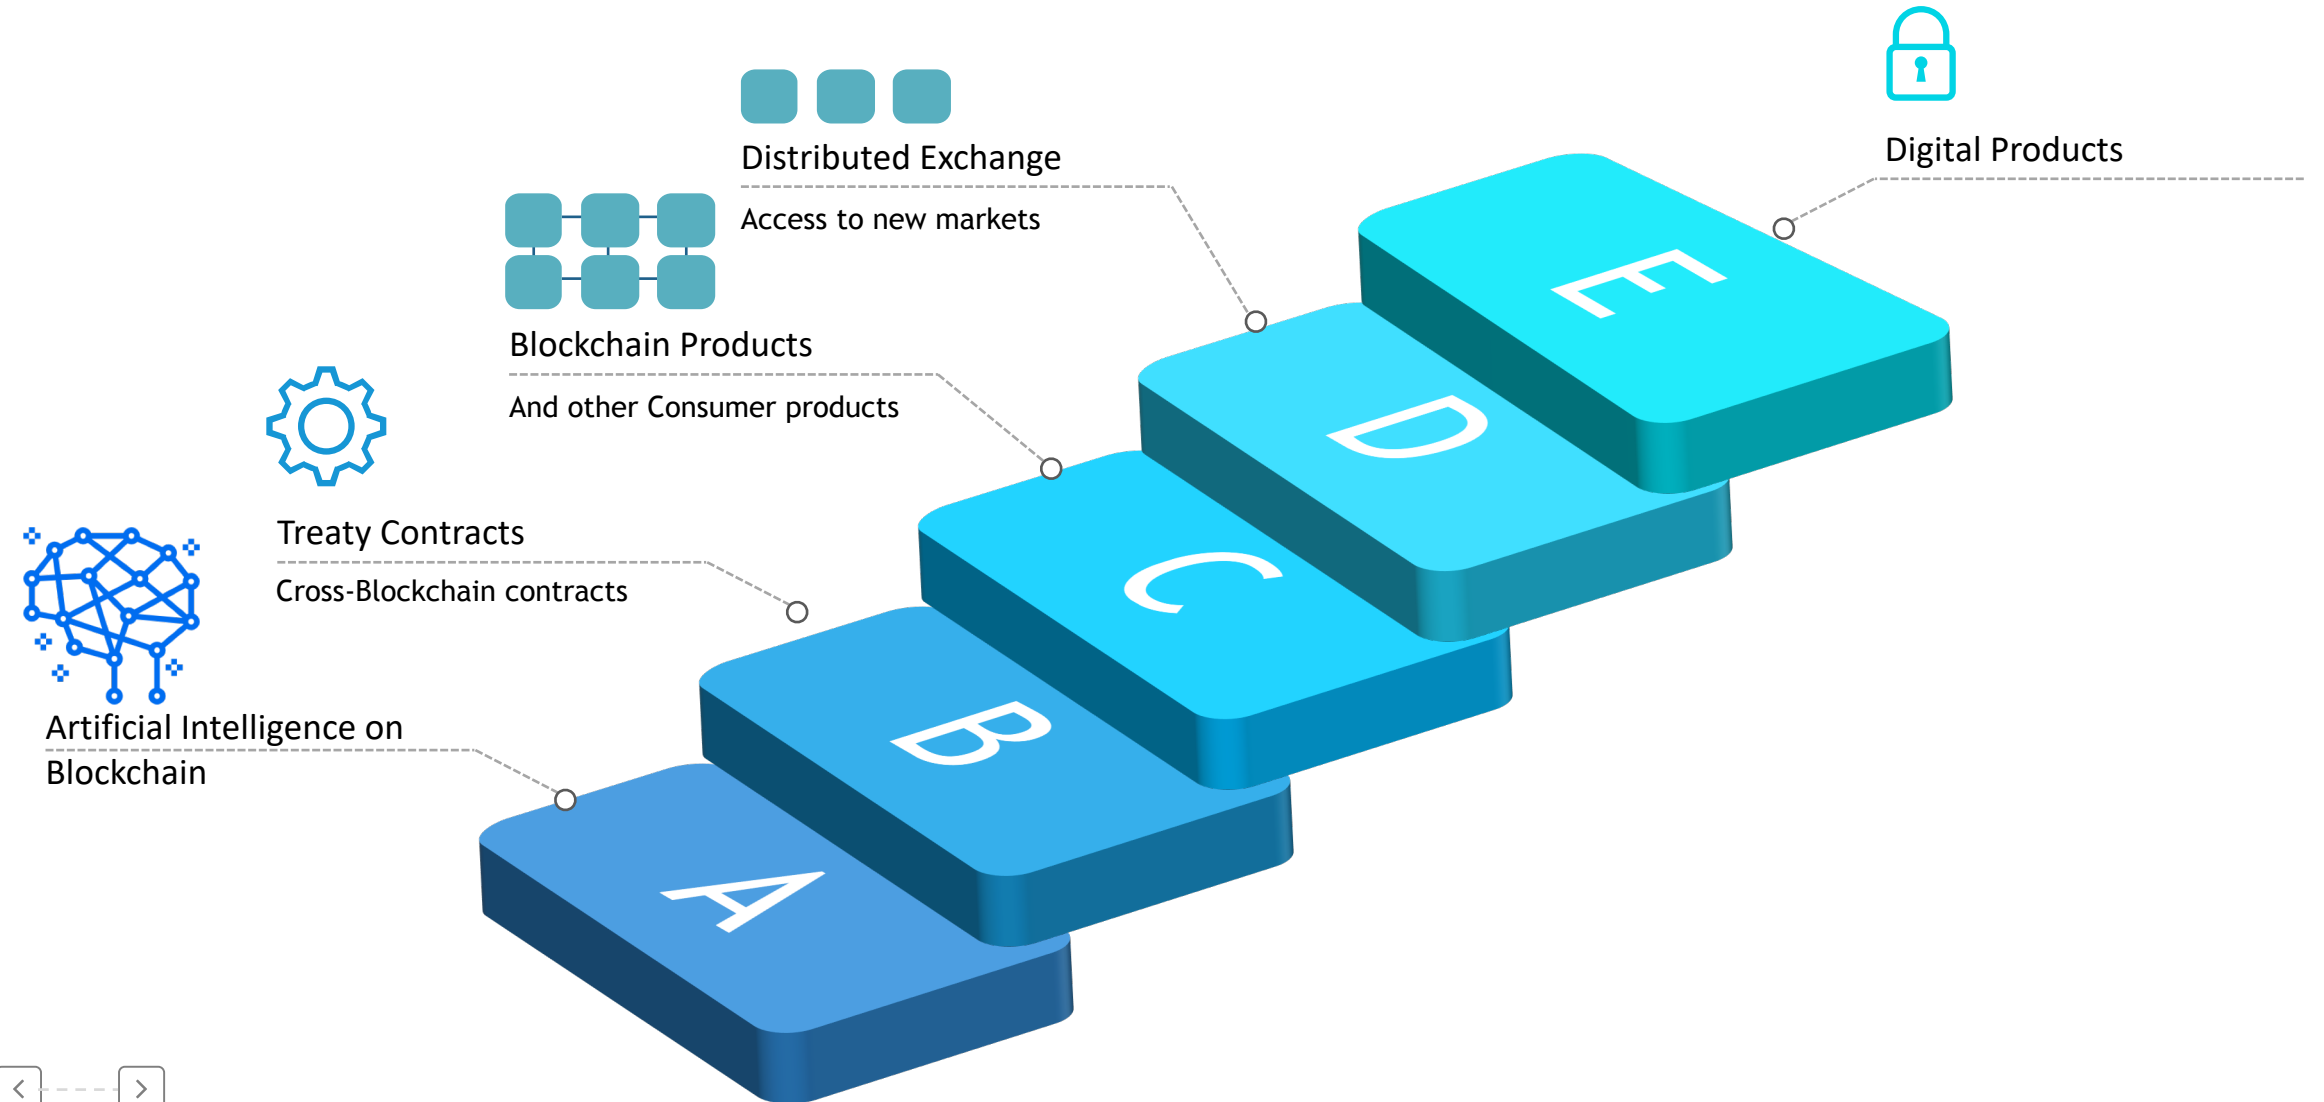 Digital Products
Distributed Exchange
Access to new markets
Blockchain Products
And other Consumer products
Treaty Contracts
Cross-Blockchain contracts
Artificial Intelligence on
Blockchain
E
D
C
B
A